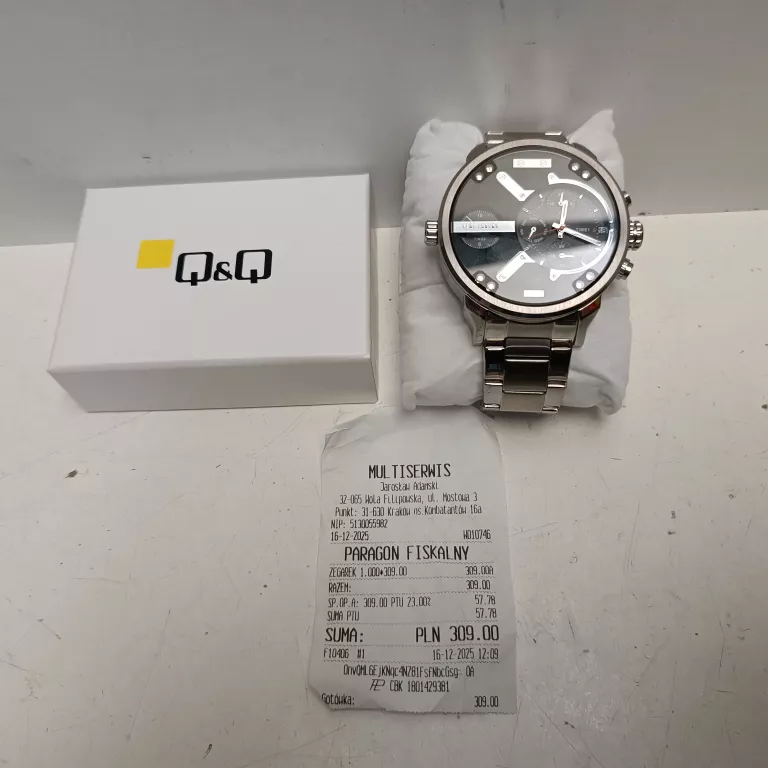 Q&Q
MULTISERWIS
Jarosław Adamski
32-065 Wola Filipowska, ul. Mostowa 3
Punkt: 31-630 Kraków os.Kombatantów 16a
NIP: 5130055982
16-12-2025 W010746
PARAGON FISKALNY
ZEGAREK 1.000*309.00 309.00A
RAZEM: 309.00
SP.OP.A: 309.00 PTU 23.00% 57.78
SUMA PTU 57.78
SUMA: PLN 309.00
f10406 #1 16-12-2025 12:09
CBK 1801429381
Gotówka: 309.00